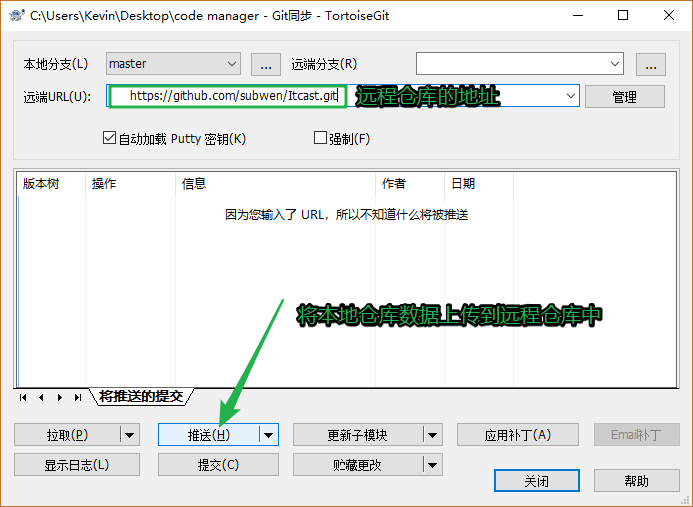 C:\Users\Kevin\Desktop\code manager - Git同步 - TortoiseGit
本地分支(L) master ... 远端分支(R) ...
远端URL(U): https://github.com/subwen/Itcast.git 远程仓库的地址 管理
自动加载 Putty 密钥(K) 强制(F)
版本树 操作 信息 作者 日期
因为您输入了 URL，所以不知道什么将被推送
将本地仓库数据上传到远程仓库中
将推送的提交
拉取(P) 推送(H) 更新子模块 应用补丁(A) Email补丁
显示日志(L) 提交(C) 贮藏更改
关闭 帮助